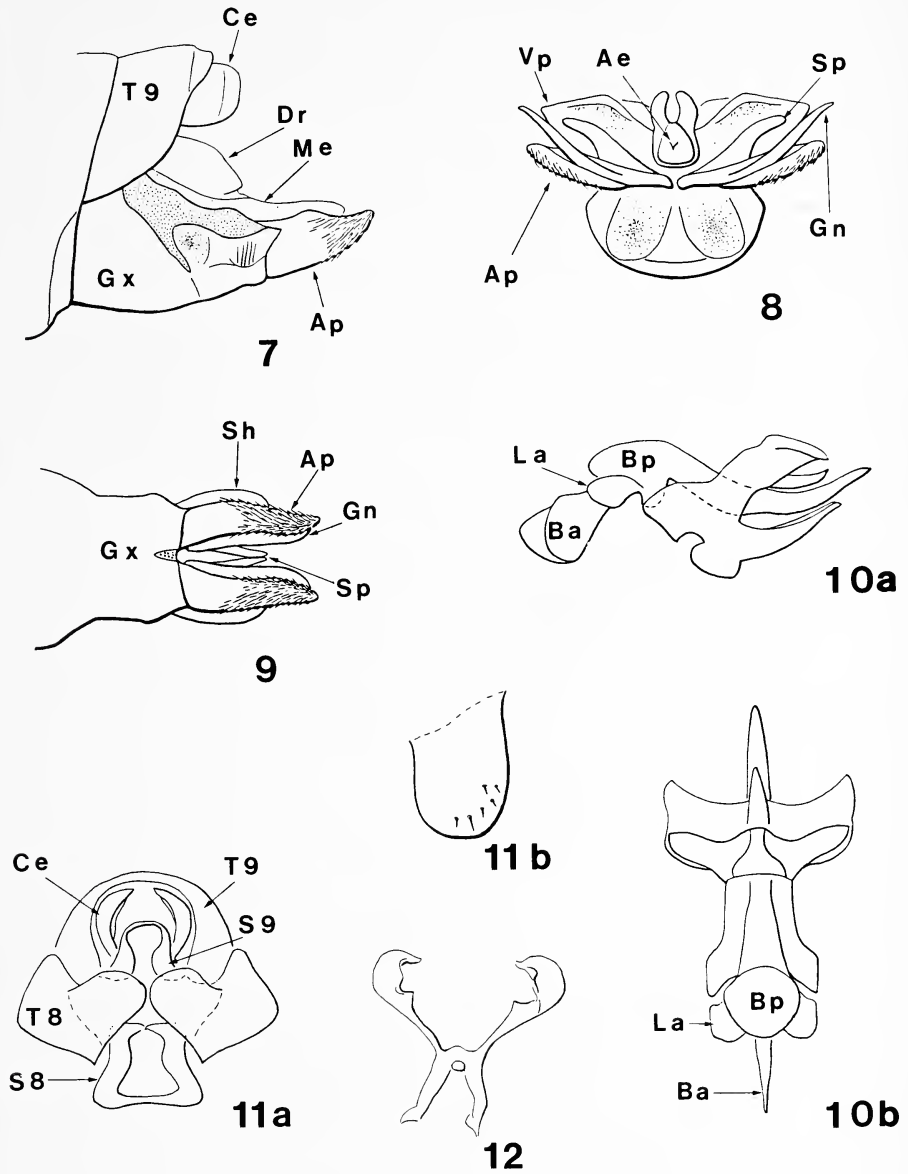 Ce
T9
Dr
Me
Gx
Ap
7
Vp
Ae
Sp
Ap
Gn
8
Sh
Ap
Gn
Gx
Sp
9
La
Bp
Ba
10a
11b
Ce
T9
S9
T8
S8
11a
12
Bp
La
Ba
10b